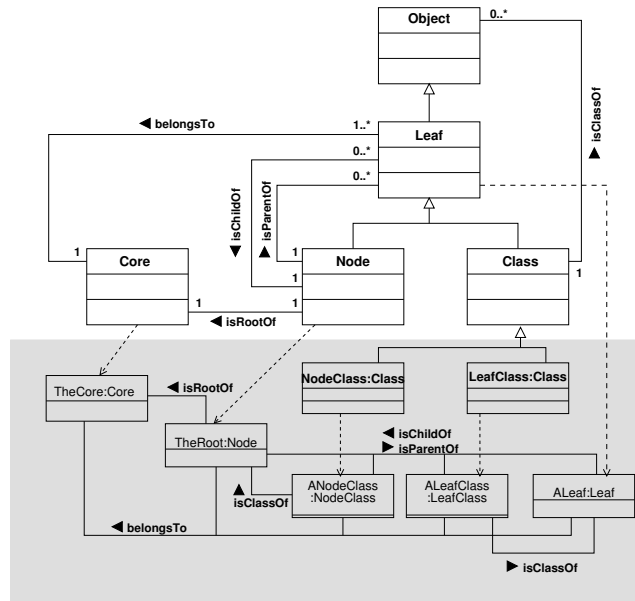 Object
0..*
◀ belongsTo
1..*
Leaf
0..*
0..*
▶ isClassOf
◀ isChildOf
▶ isParentOf
1
Core
1
Node
Class
1
1
1
1
◀ isRootOf
NodeClass:Class
LeafClass:Class
TheCore:Core
◀ isRootOf
TheRoot:Node
◀ isChildOf
▶ isParentOf
▲
isClassOf
ANodeClass
:NodeClass
ALeafClass
:LeafClass
ALeaf:Leaf
◀ belongsTo
▶ isClassOf